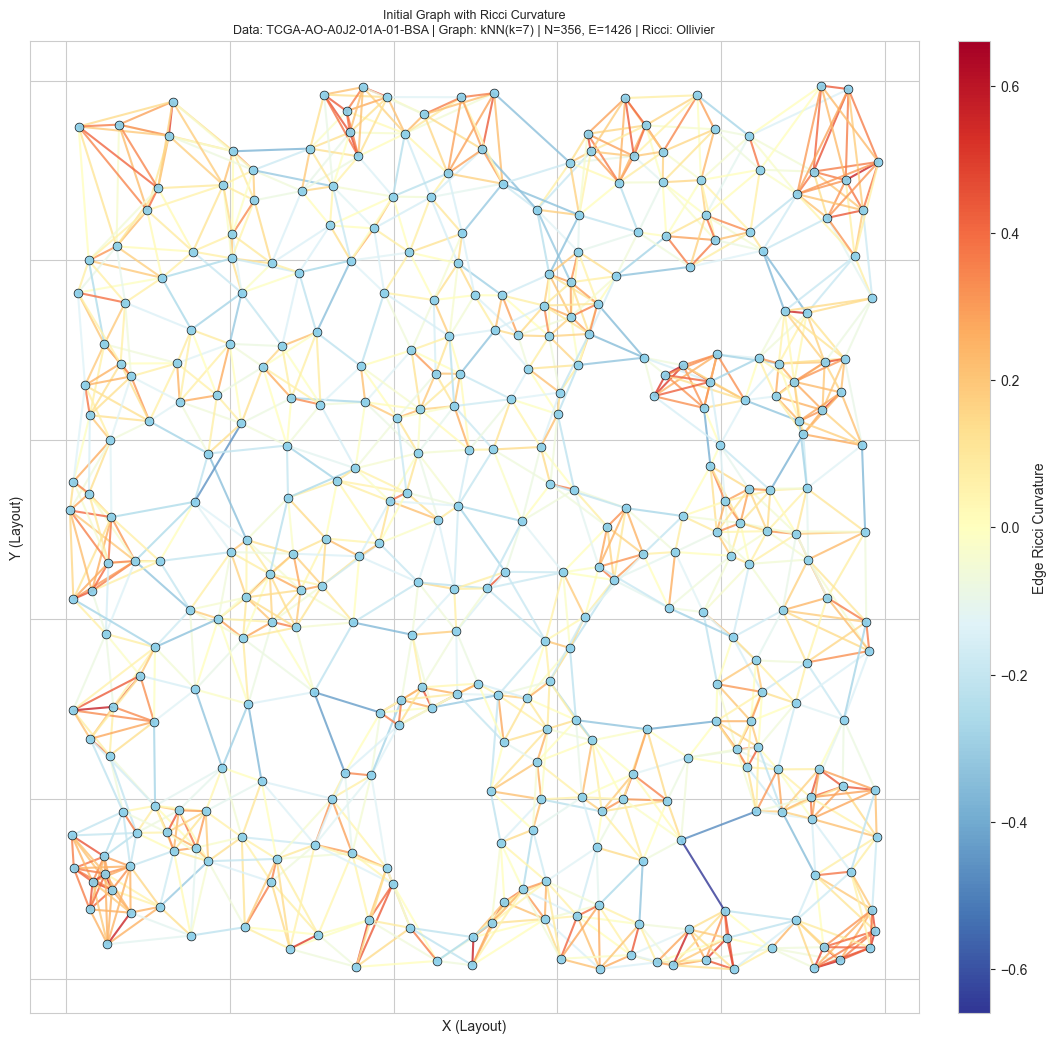 Initial Graph with Ricci Curvature
Data: TCGA-AO-A0J2-01A-01-BSA | Graph: kNN(k=7) | N=356, E=1426 | Ricci: Ollivier
Y (Layout)
X (Layout)
0.6
0.4
0.2
0.0
−0.2
−0.4
−0.6
Edge Ricci Curvature